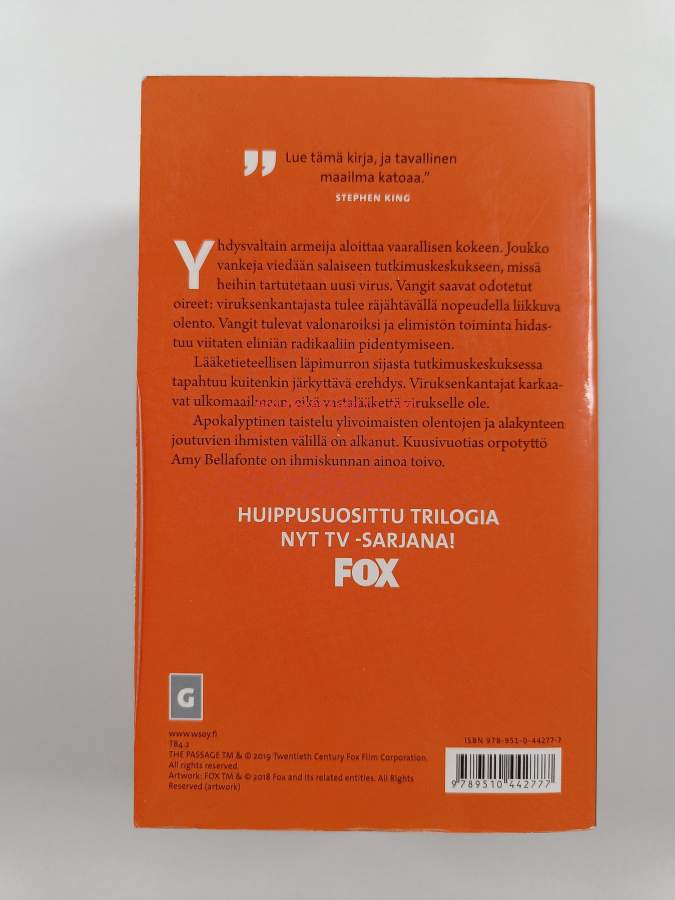 ” Lue tämä kirja, ja tavallinen
maailma katoaa.”
STEPHEN KING
Yhdysvaltain armeija aloittaa vaarallisen kokeen. Joukko
vankeja viedään salaiseen tutkimuskeskukseen, missä
heihin tartutetaan uusi virus. Vangit saavat odotetut
oireet: viruksenkantajasta tulee räjähtävällä nopeudella liikkuva
olento. Vangit tulevat valonaroiksi ja elimistön toiminta hidas-
tuu viitaten eliniän radikaaliin pidentymiseen.
Lääketieteellisen läpimurron sijasta tutkimuskeskuksessa
tapahtuu kuitenkin järkyttävä erehdys. Viruksenkantajat karkaa-
vat ulkomaailmaan, eikä vastalääkettä virukselle ole.
Apokalyptinen taistelu ylivoimaisten olentojen ja alakynteen
joutuvien ihmisten välillä on alkanut. Kuusivuotias orpotyttö
Amy Bellafonte on ihmiskunnan ainoa toivo.
HUIPPUSUOSITTU TRILOGIA
NYT TV -SARJANA!
FOX
G
www.wsoy.fi
T84.2
THE PASSAGE TM & © 2019 Twentieth Century Fox Film Corporation.
All rights reserved.
Artwork: FOX TM & © 2018 Fox and its related entities. All Rights
Reserved (artwork)
ISBN 978-951-0-44277-7
9 789510 442777